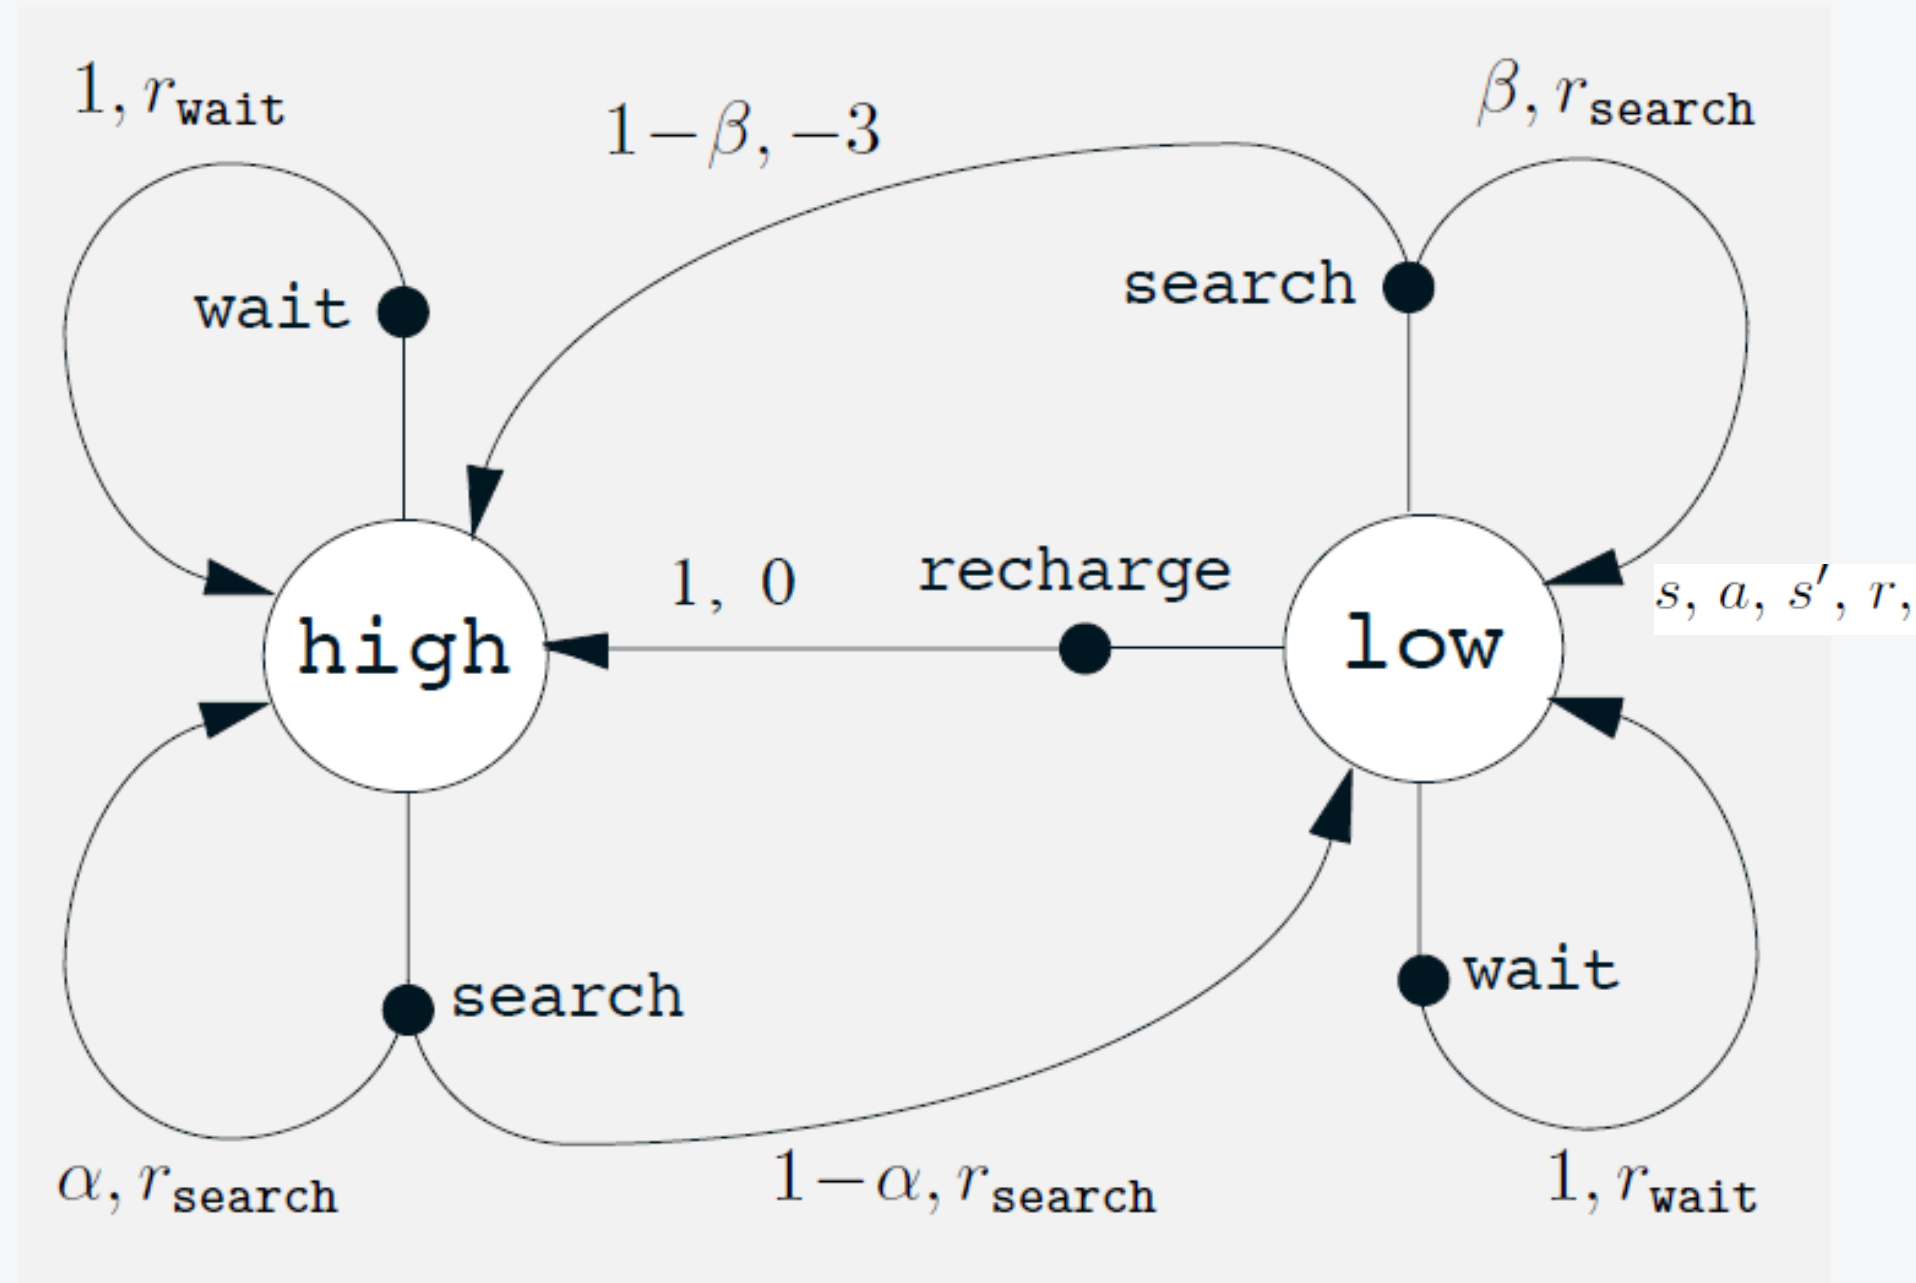 1, r_wait
1−β, −3
β, r_search
wait
search
1, 0
recharge
high
low
s, a, s′, r,
search
wait
α, r_search
1−α, r_search
1, r_wait